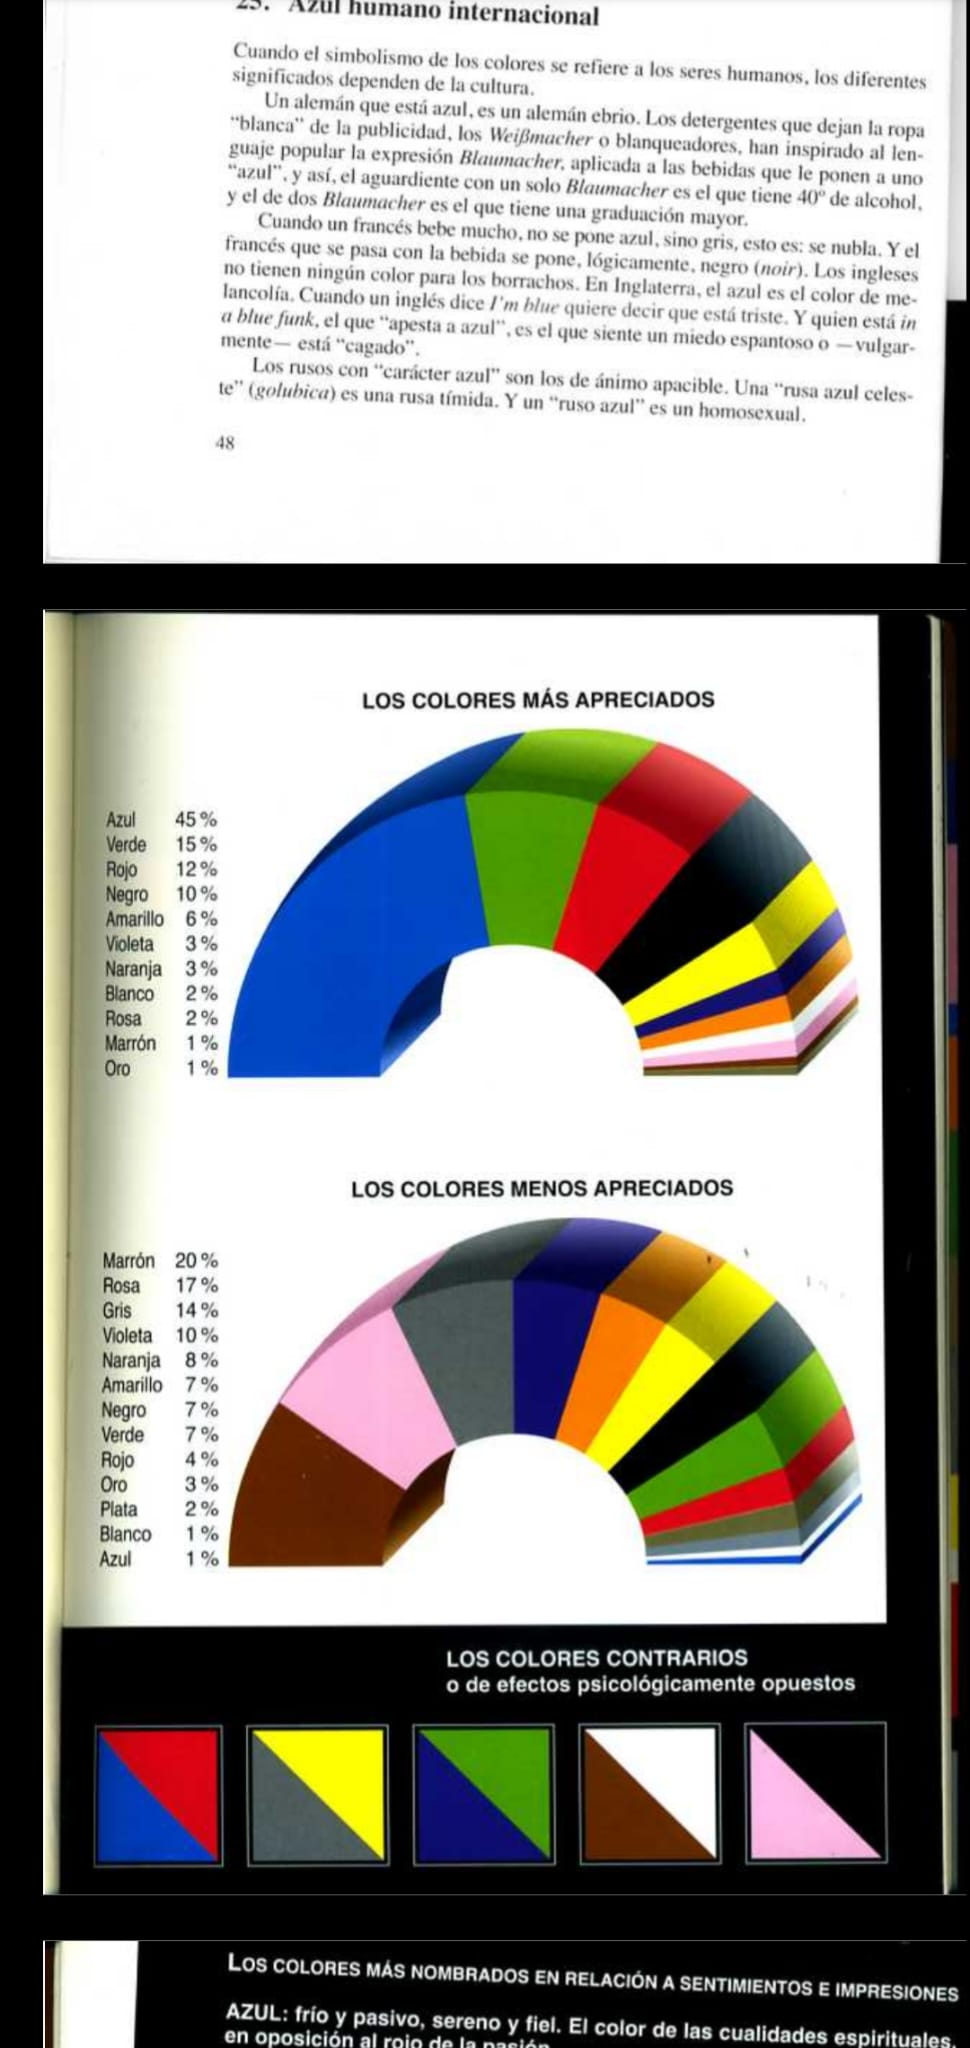 25. Azul humano internacional
Cuando el simbolismo de los colores se refiere a los seres humanos, los diferentes
significados dependen de la cultura.
Un alemán que está azul, es un alemán ebrio. Los detergentes que dejan la ropa
“blanca” de la publicidad, los Weißmacher o blanqueadores, han inspirado al len-
guaje popular la expresión Blaumacher, aplicada a las bebidas que le ponen a uno
“azul”, y así, el aguardiente con un solo Blaumacher es el que tiene 40º de alcohol,
y el de dos Blaumacher es el que tiene una graduación mayor.
Cuando un francés bebe mucho, no se pone azul, sino gris, esto es: se nubla. Y el
francés que se pasa con la bebida se pone, lógicamente, negro (noir). Los ingleses
no tienen ningún color para los borrachos. En Inglaterra, el azul es el color de me-
lancolía. Cuando un inglés dice I’m blue quiere decir que está triste. Y quien está in
a blue funk, el que “apesta a azul”, es el que siente un miedo espantoso o —vulgar-
mente— está “cagado”.
Los rusos con “carácter azul” son los de ánimo apacible. Una “rusa azul celes-
te” (golubica) es una rusa tímida. Y un “ruso azul” es un homosexual.
48
LOS COLORES MÁS APRECIADOS
Azul 45 %
Verde 15 %
Rojo 12 %
Negro 10 %
Amarillo 6 %
Violeta 3 %
Naranja 3 %
Blanco 2 %
Rosa 2 %
Marrón 1 %
Oro 1 %
LOS COLORES MENOS APRECIADOS
Marrón 20 %
Rosa 17 %
Gris 14 %
Violeta 10 %
Naranja 8 %
Amarillo 7 %
Negro 7 %
Verde 7 %
Rojo 4 %
Oro 3 %
Plata 2 %
Blanco 1 %
Azul 1 %
LOS COLORES CONTRARIOS
o de efectos psicológicamente opuestos
LOS COLORES MÁS NOMBRADOS EN RELACIÓN A SENTIMIENTOS E IMPRESIONES
AZUL: frío y pasivo, sereno y fiel. El color de las cualidades espirituales,
en oposición al rojo de la pasión